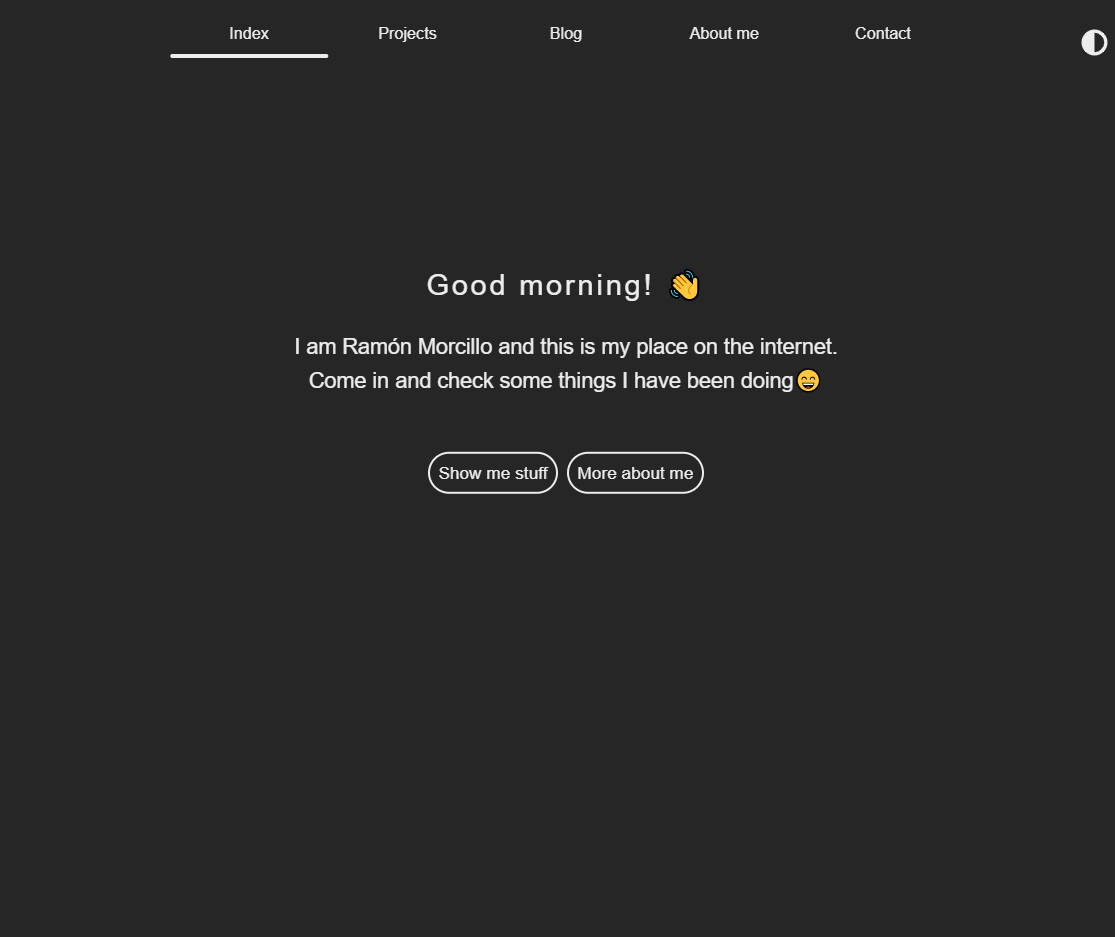 Index
Projects
Blog
About me
Contact
Good morning! 👋
I am Ramón Morcillo and this is my place on the internet.
Come in and check some things I have been doing😄
Show me stuff
More about me